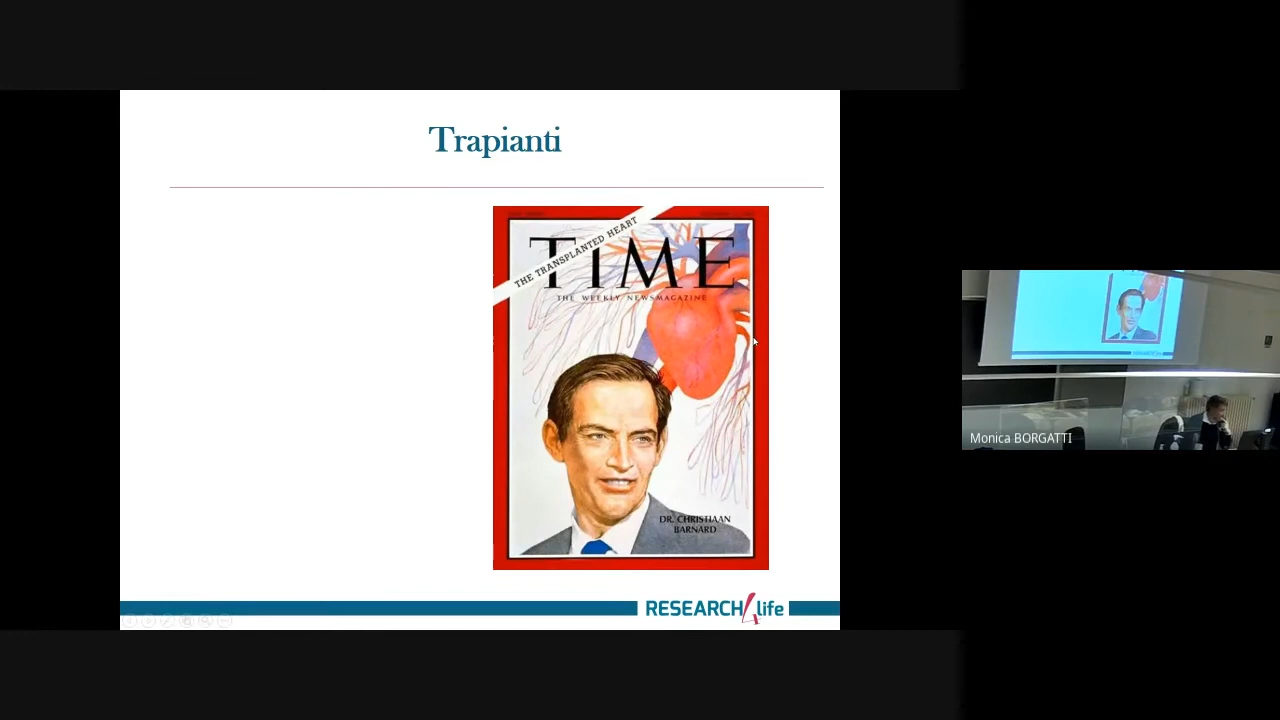 Trapianti
THE TRANSPLANTED HEART
TIME
THE WEEKLY NEWSMAGAZINE
DR. CHRISTIAAN
BARNARD
RESEARCH4life
Monica BORGATTI